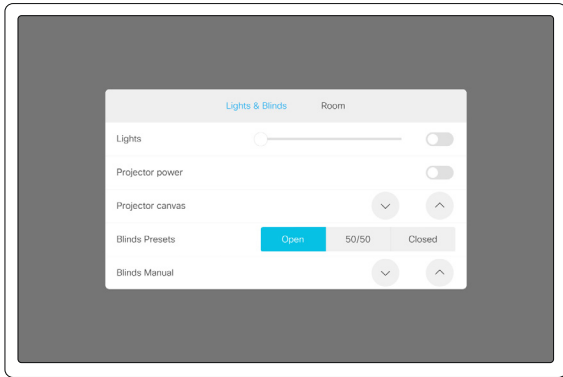 Lights & Blinds Room
Lights
Projector power
Projector canvas
Blinds Presets Open 50/50 Closed
Blinds Manual